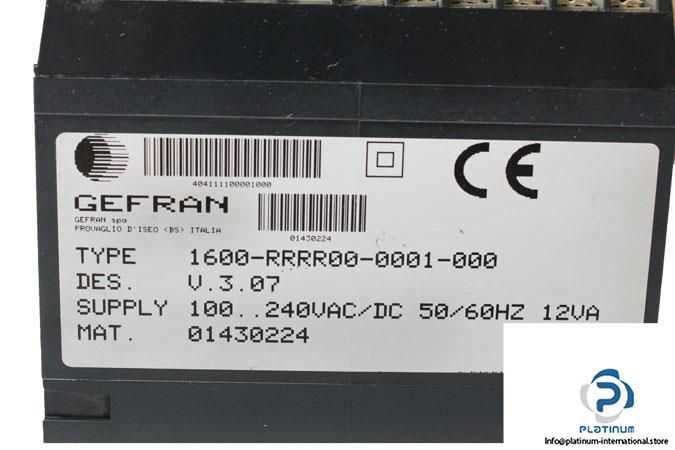 404111100001000
GEFRAN
GEFRAN spa
PROVAGLIO D'ISEO (BS) ITALIA
01430224
CE
TYPE 1600-RRRR00-0001-000
DES. V.3.07
SUPPLY 100..240VAC/DC 50/60HZ 12VA
MAT. 01430224
PLATINUM
Info@platinum-international.store